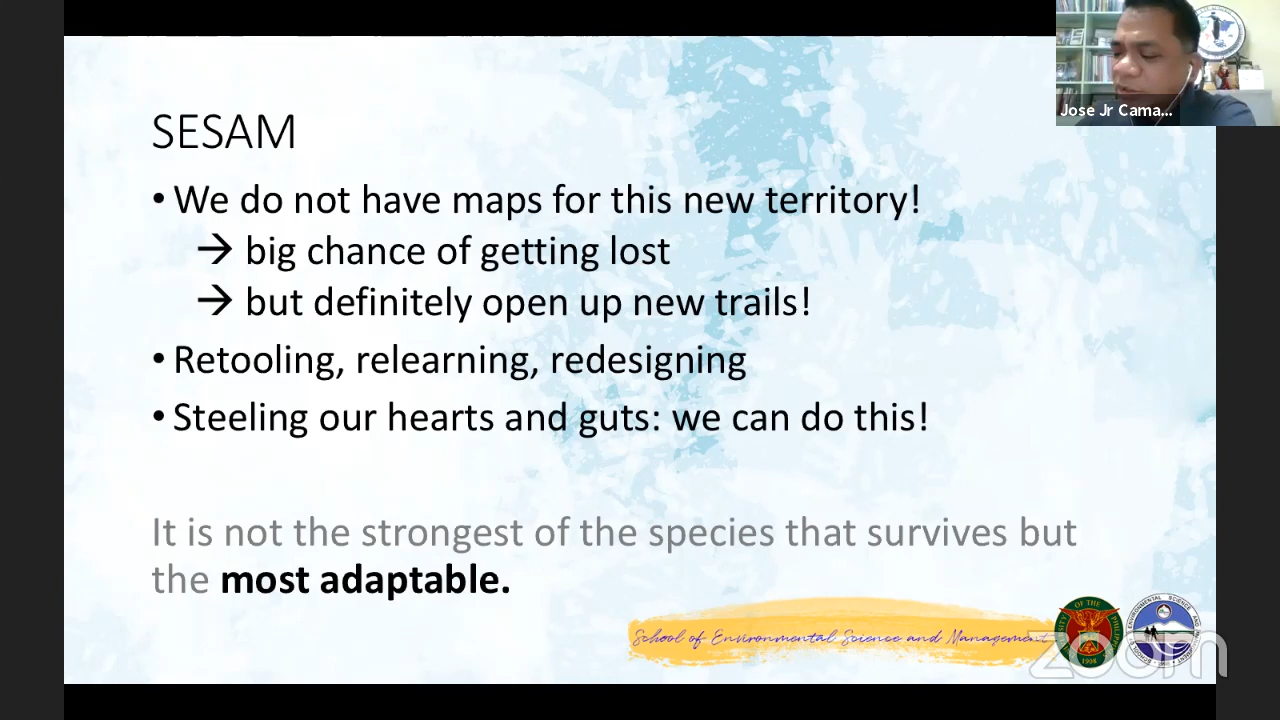 Jose Jr Cama...
SESAM
• We do not have maps for this new territory!
→ big chance of getting lost
→ but definitely open up new trails!
• Retooling, relearning, redesigning
• Steeling our hearts and guts: we can do this!
It is not the strongest of the species that survives but
the most adaptable.
School of Environmental Science and Management
OF THE
1908
zoom